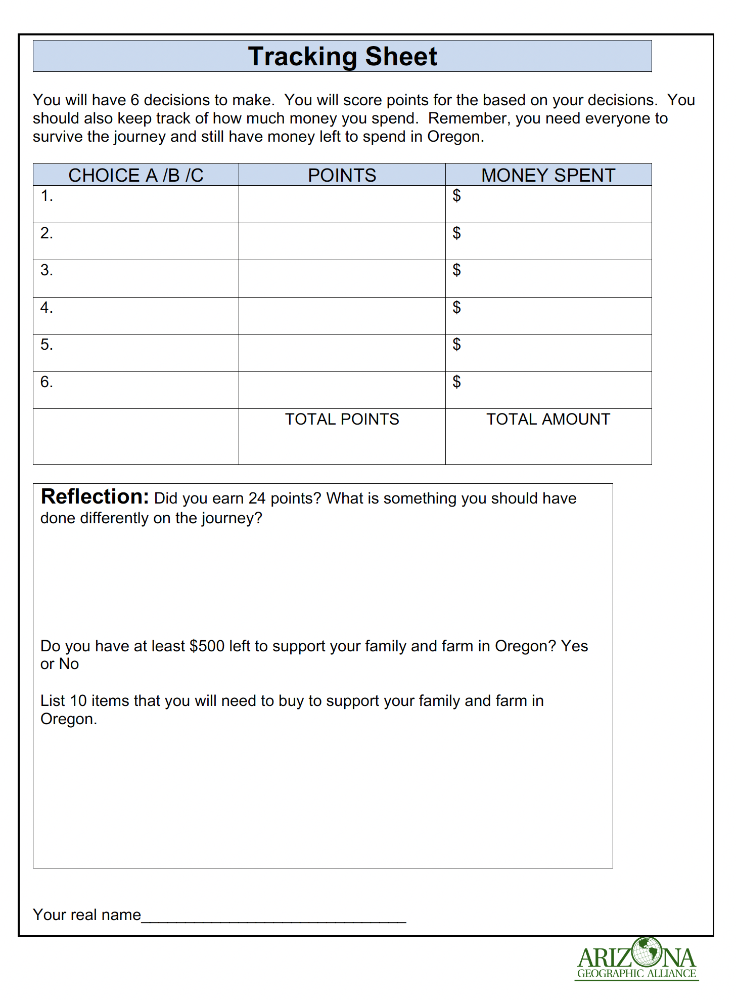 Tracking Sheet
You will have 6 decisions to make.  You will score points for the based on your decisions.  You
should also keep track of how much money you spend.  Remember, you need everyone to
survive the journey and still have money left to spend in Oregon.
CHOICE A /B /C POINTS MONEY SPENT
1. $
2. $
3. $
4. $
5. $
6. $
TOTAL POINTS TOTAL AMOUNT
Reflection: Did you earn 24 points? What is something you should have
done differently on the journey?
Do you have at least $500 left to support your family and farm in Oregon? Yes
or No
List 10 items that you will need to buy to support your family and farm in
Oregon.
Your real name______________________________
ARIZONA
GEOGRAPHIC ALLIANCE